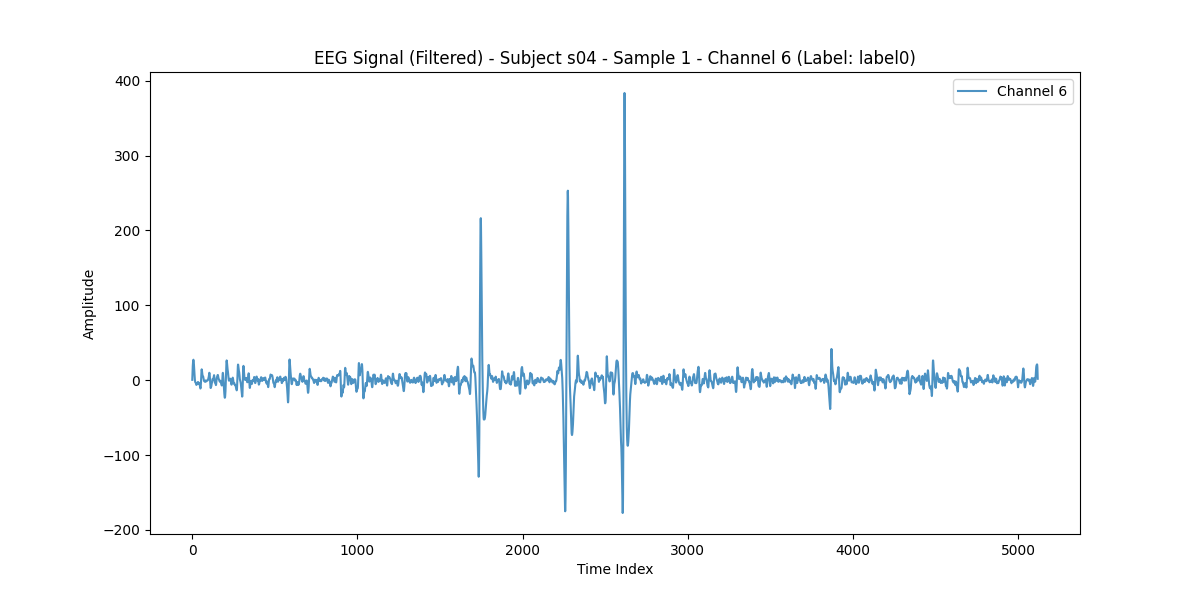 EEG Signal (Filtered) - Subject s04 - Sample 1 - Channel 6 (Label: label0)
Channel 6
400
300
200
100
0
−100
−200
Amplitude
0 1000 2000 3000 4000 5000
Time Index